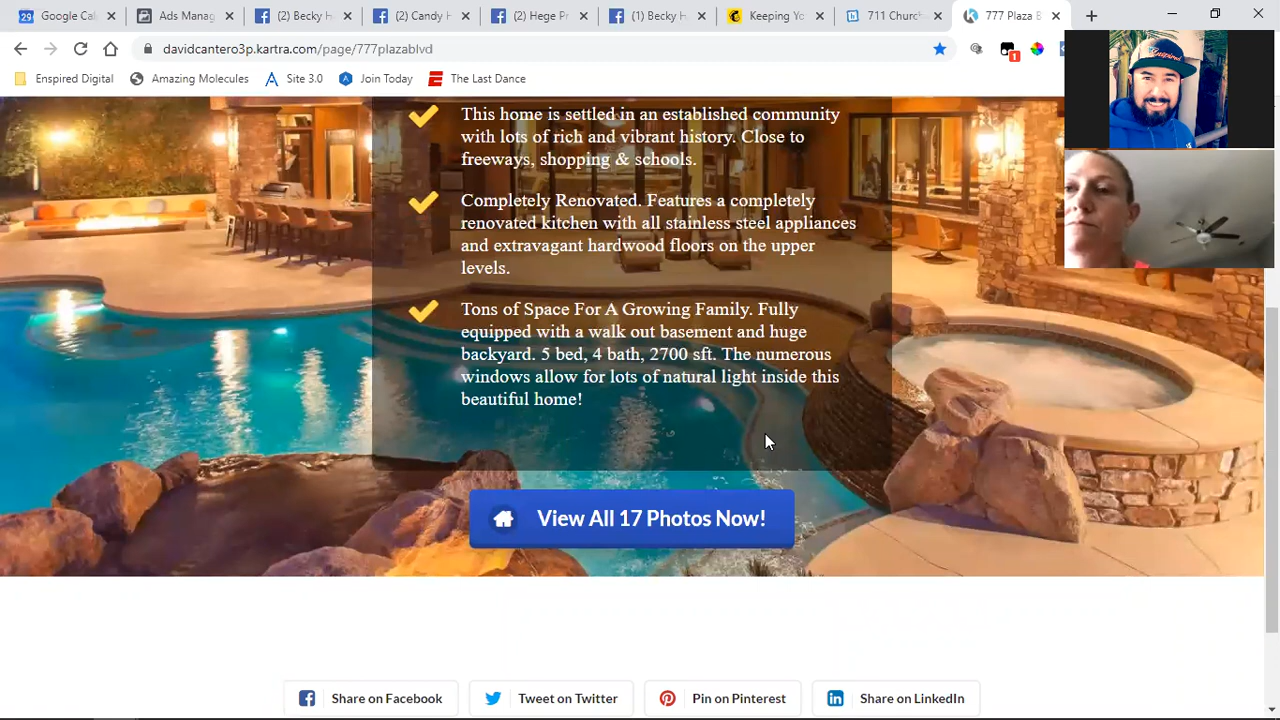 29 Google Cal
Ads Manag
(2) Becky H
(2) Candy H
(2) Hege P
(1) Becky H
Keeping Yo
711 Church
777 Plaza B
davidcantero3p.kartra.com/page/777plazablvd
1
Enspired Digital
Amazing Molecules
Site 3.0
Join Today
The Last Dance
This home is settled in an established community
with lots of rich and vibrant history. Close to
freeways, shopping & schools.
Completely Renovated. Features a completely
renovated kitchen with all stainless steel appliances
and extravagant hardwood floors on the upper
levels.
Tons of Space For A Growing Family. Fully
equipped with a walk out basement and huge
backyard. 5 bed, 4 bath, 2700 sft. The numerous
windows allow for lots of natural light inside this
beautiful home!
View All 17 Photos Now!
Share on Facebook
Tweet on Twitter
Pin on Pinterest
Share on LinkedIn